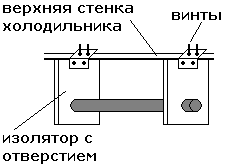 верхняя стенка
холодильника
винты
изолятор с
отверстием